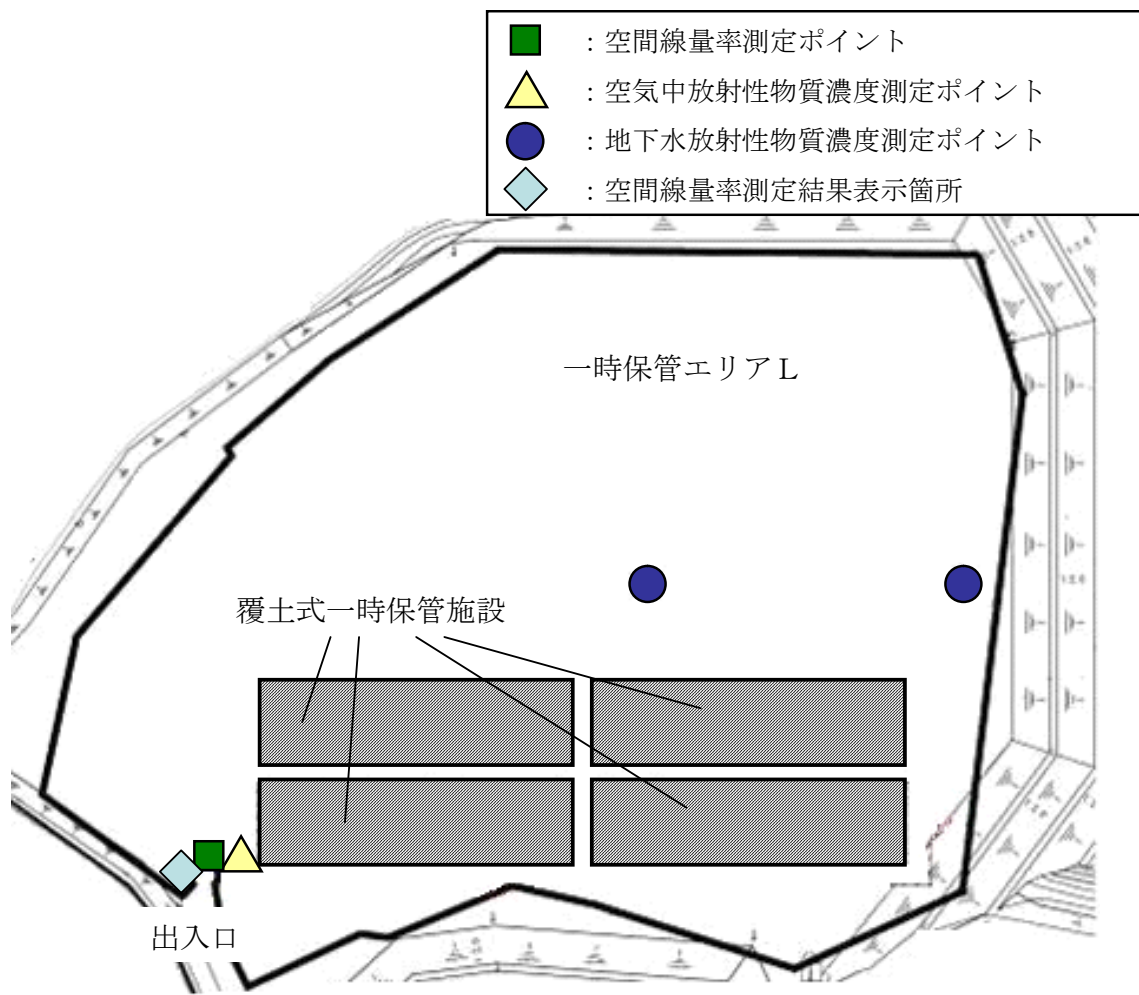 ：空間線量率測定ポイント
：空気中放射性物質濃度測定ポイント
：地下水放射性物質濃度測定ポイント
：空間線量率測定結果表示箇所
一時保管エリアＬ
覆土式一時保管施設
出入口